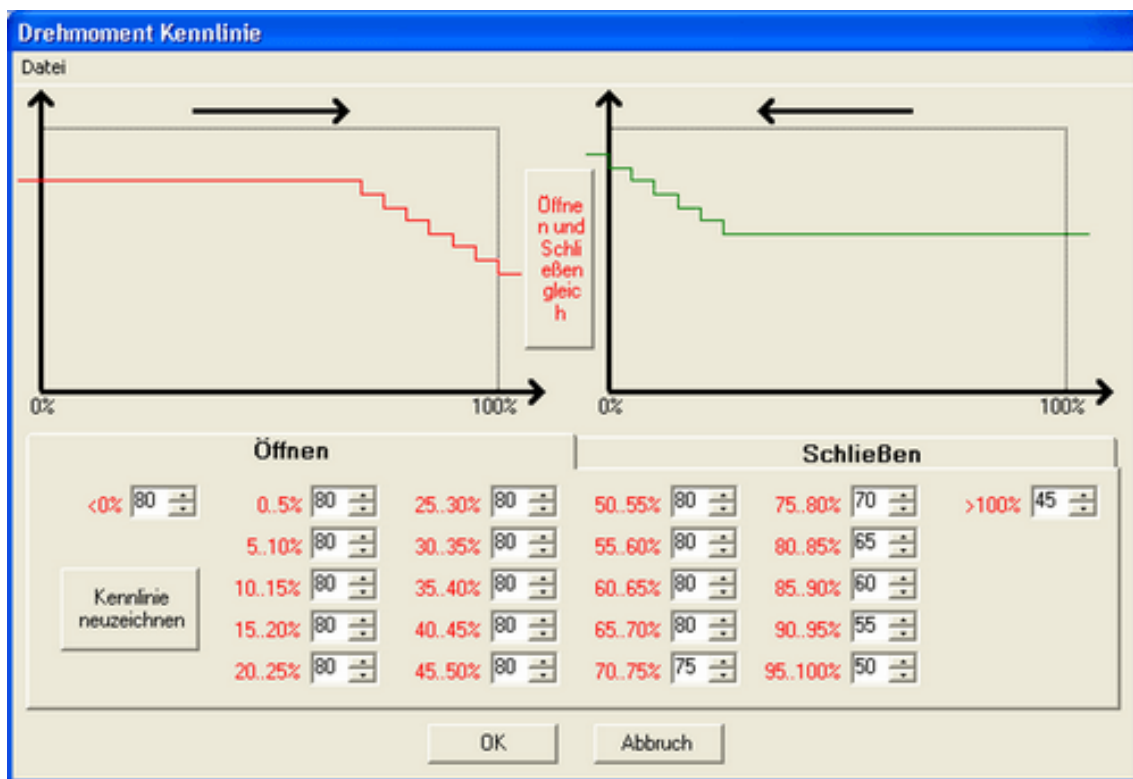 Drehmoment Kennlinie
Datei
Öffne
n und
Schli
eßen
gleic
h
0% 100% 0% 100%
Öffnen Schließen
<0% 80 0..5% 80 25..30% 80 50..55% 80 75..80% 70 >100% 45
5..10% 80 30..35% 80 55..60% 80 80..85% 65
10..15% 80 35..40% 80 60..65% 80 85..90% 60
Kennlinie
neuzeichnen
15..20% 80 40..45% 80 65..70% 80 90..95% 55
20..25% 80 45..50% 80 70..75% 75 95..100% 50
OK Abbruch